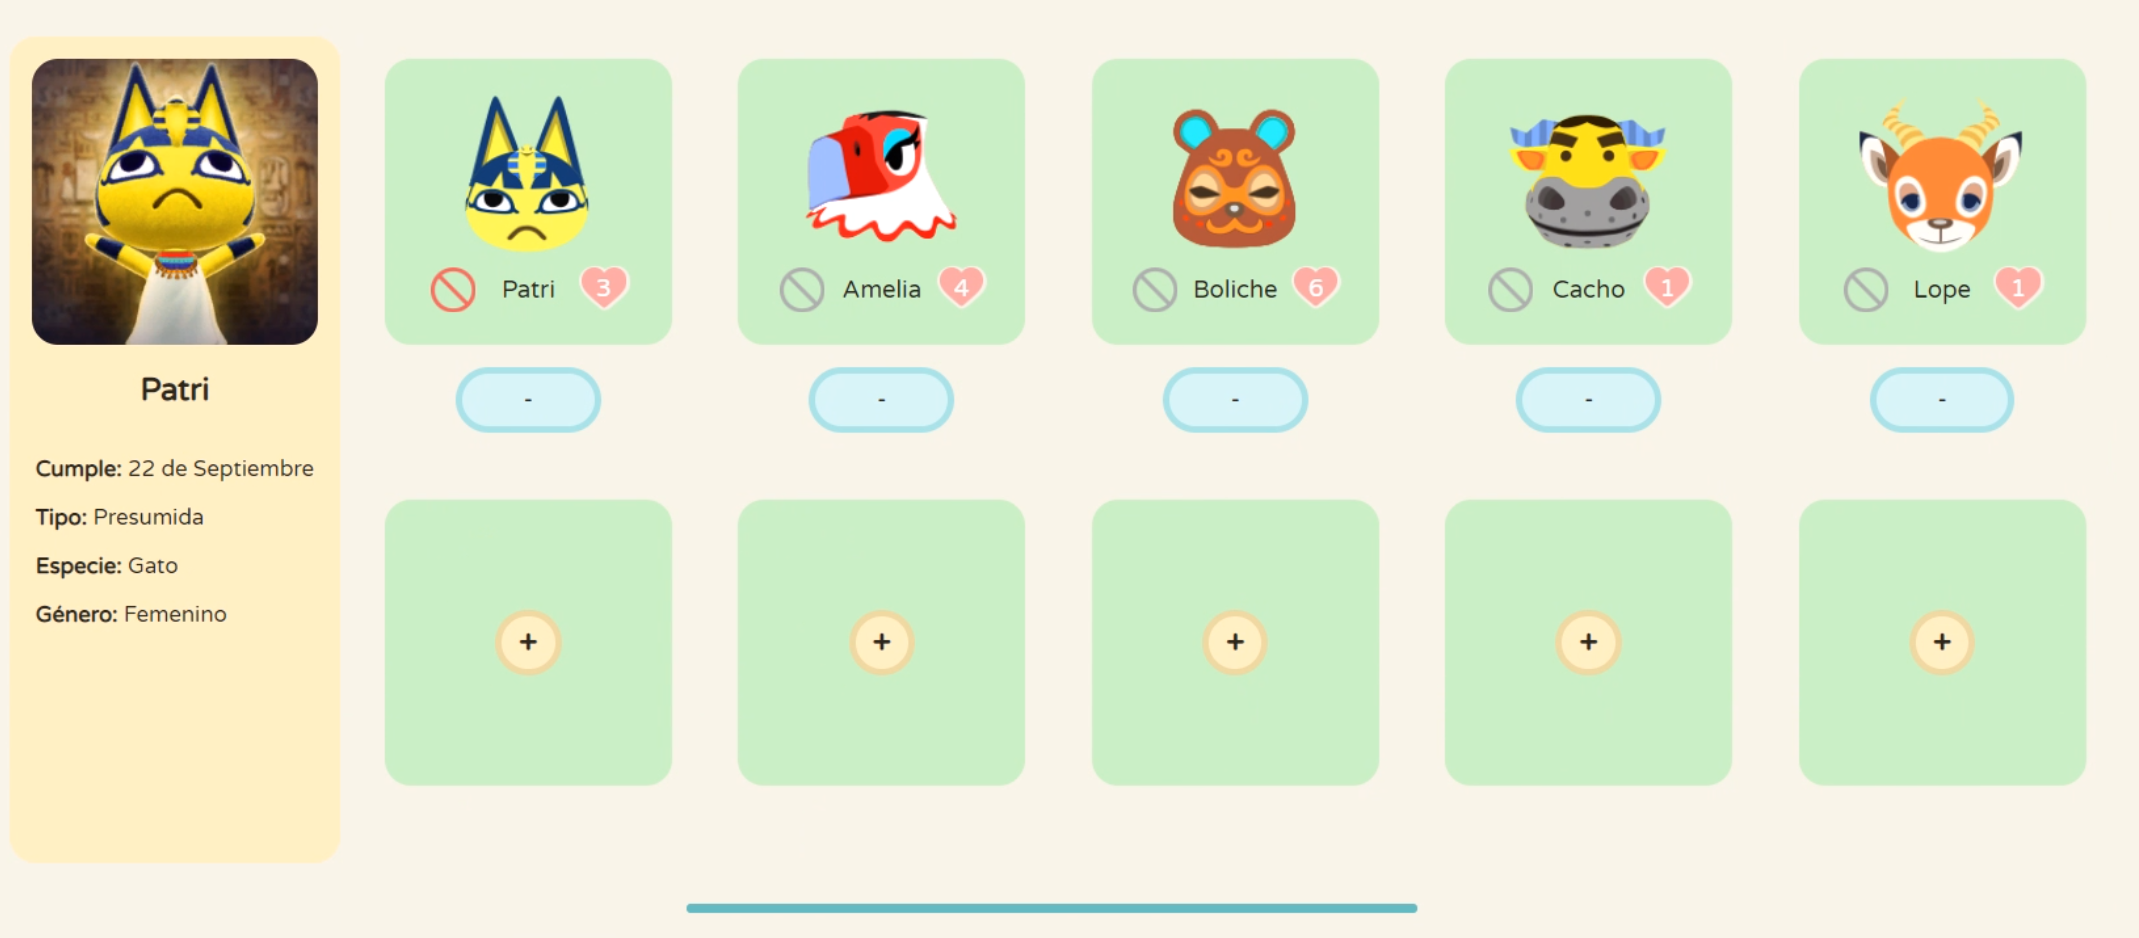 Patri
Cumple: 22 de Septiembre
Tipo: Presumida
Especie: Gato
Género: Femenino
Patri 3
Amelia 4
Boliche 6
Cacho 1
Lope 1
- - - - -
+ + + + +